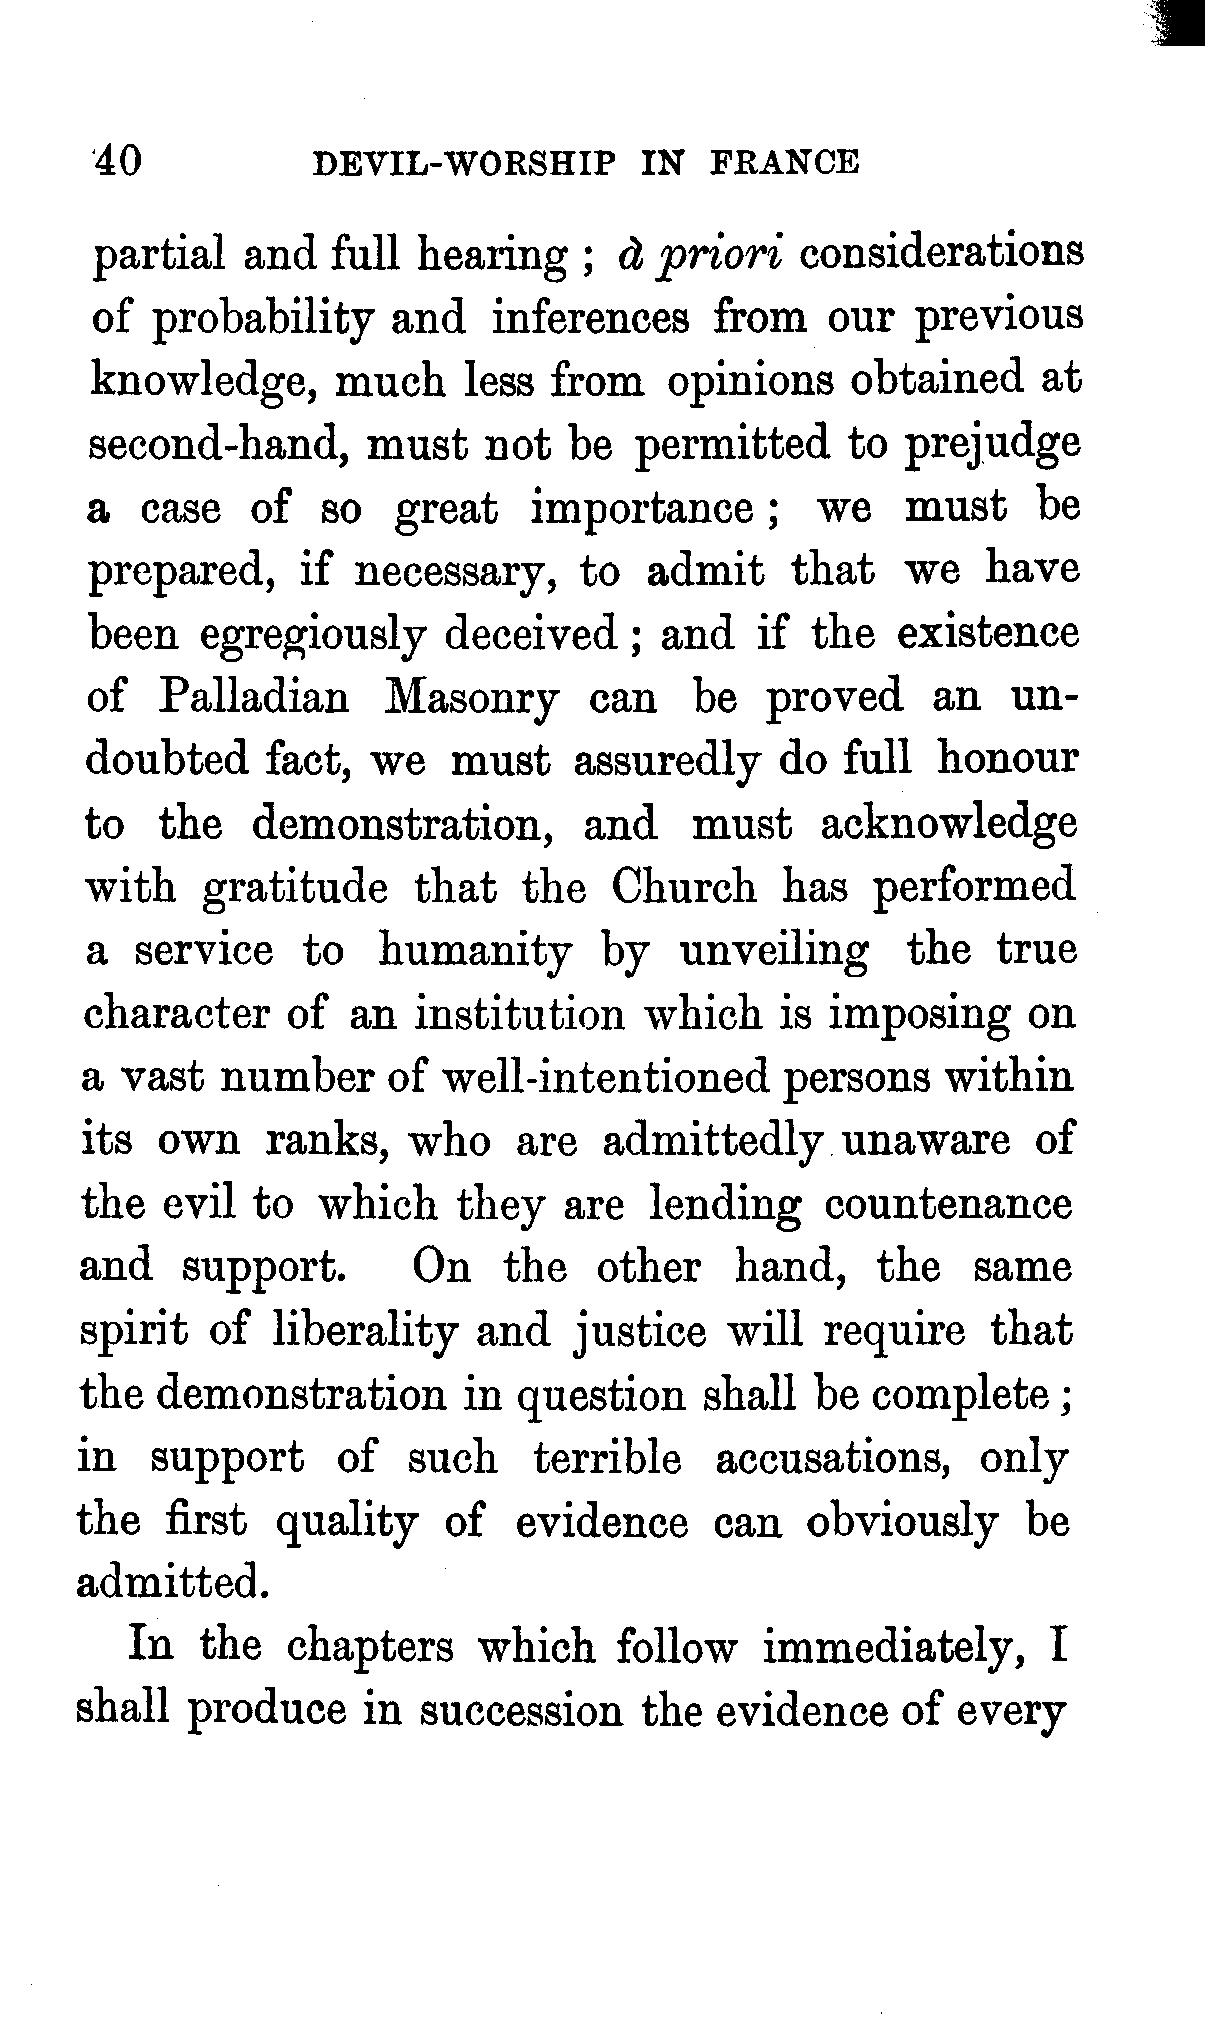 40 DEVIL-WORSHIP IN FRANCE
partial and full hearing ; à priori considerations
of probability and inferences from our previous
knowledge, much less from opinions obtained at
second-hand, must not be permitted to prejudge
a case of so great importance ; we must be
prepared, if necessary, to admit that we have
been egregiously deceived ; and if the existence
of Palladian Masonry can be proved an un-
doubted fact, we must assuredly do full honour
to the demonstration, and must acknowledge
with gratitude that the Church has performed
a service to humanity by unveiling the true
character of an institution which is imposing on
a vast number of well-intentioned persons within
its own ranks, who are admittedly unaware of
the evil to which they are lending countenance
and support. On the other hand, the same
spirit of liberality and justice will require that
the demonstration in question shall be complete ;
in support of such terrible accusations, only
the first quality of evidence can obviously be
admitted.
In the chapters which follow immediately, I
shall produce in succession the evidence of every